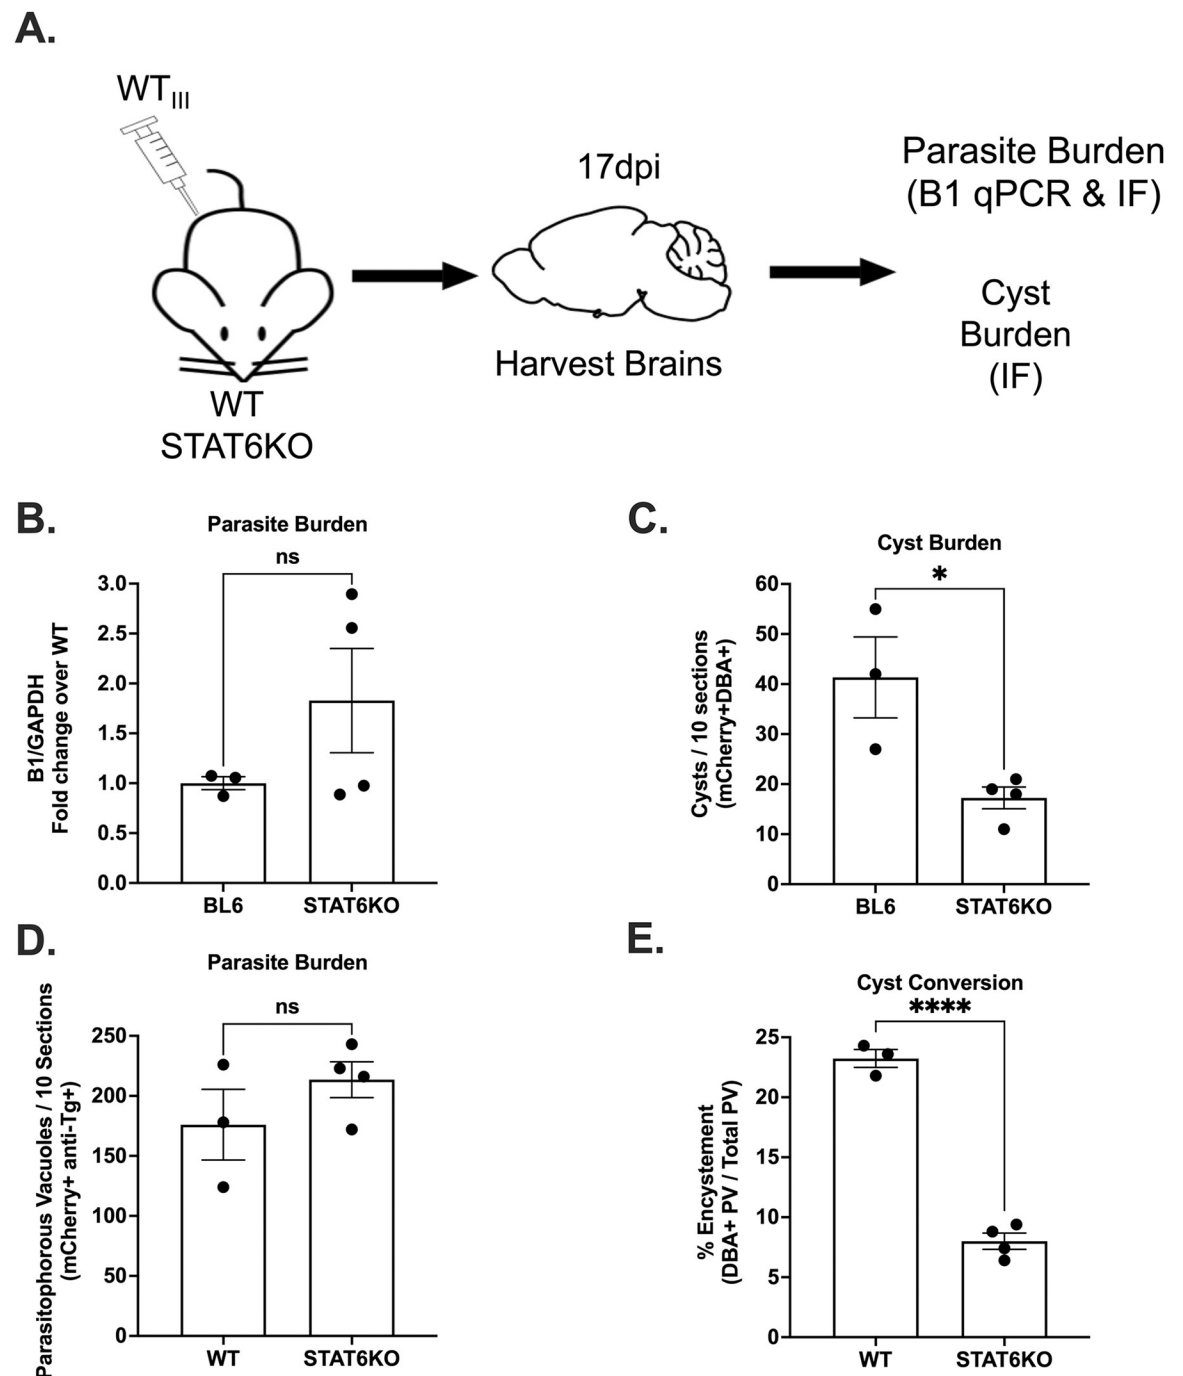 A.
WTIII
17dpi
Parasite Burden
(B1 qPCR & IF)
Cyst
Burden
(IF)
Harvest Brains
WT
STAT6KO
B.
Parasite Burden
ns
B1/GAPDH
Fold change over WT
3.0
2.5
2.0
1.5
1.0
0.5
0.0
BL6
STAT6KO
C.
Cyst Burden
*
Cysts / 10 sections
(mCherry+DBA+)
60
50
40
30
20
10
0
BL6
STAT6KO
D.
Parasite Burden
ns
Parasitophorous Vacuoles / 10 Sections
(mCherry+ anti-Tg+)
250
200
150
100
50
0
WT
STAT6KO
E.
Cyst Conversion
****
% Encystement
(DBA+ PV / Total PV)
25
20
15
10
5
0
WT
STAT6KO